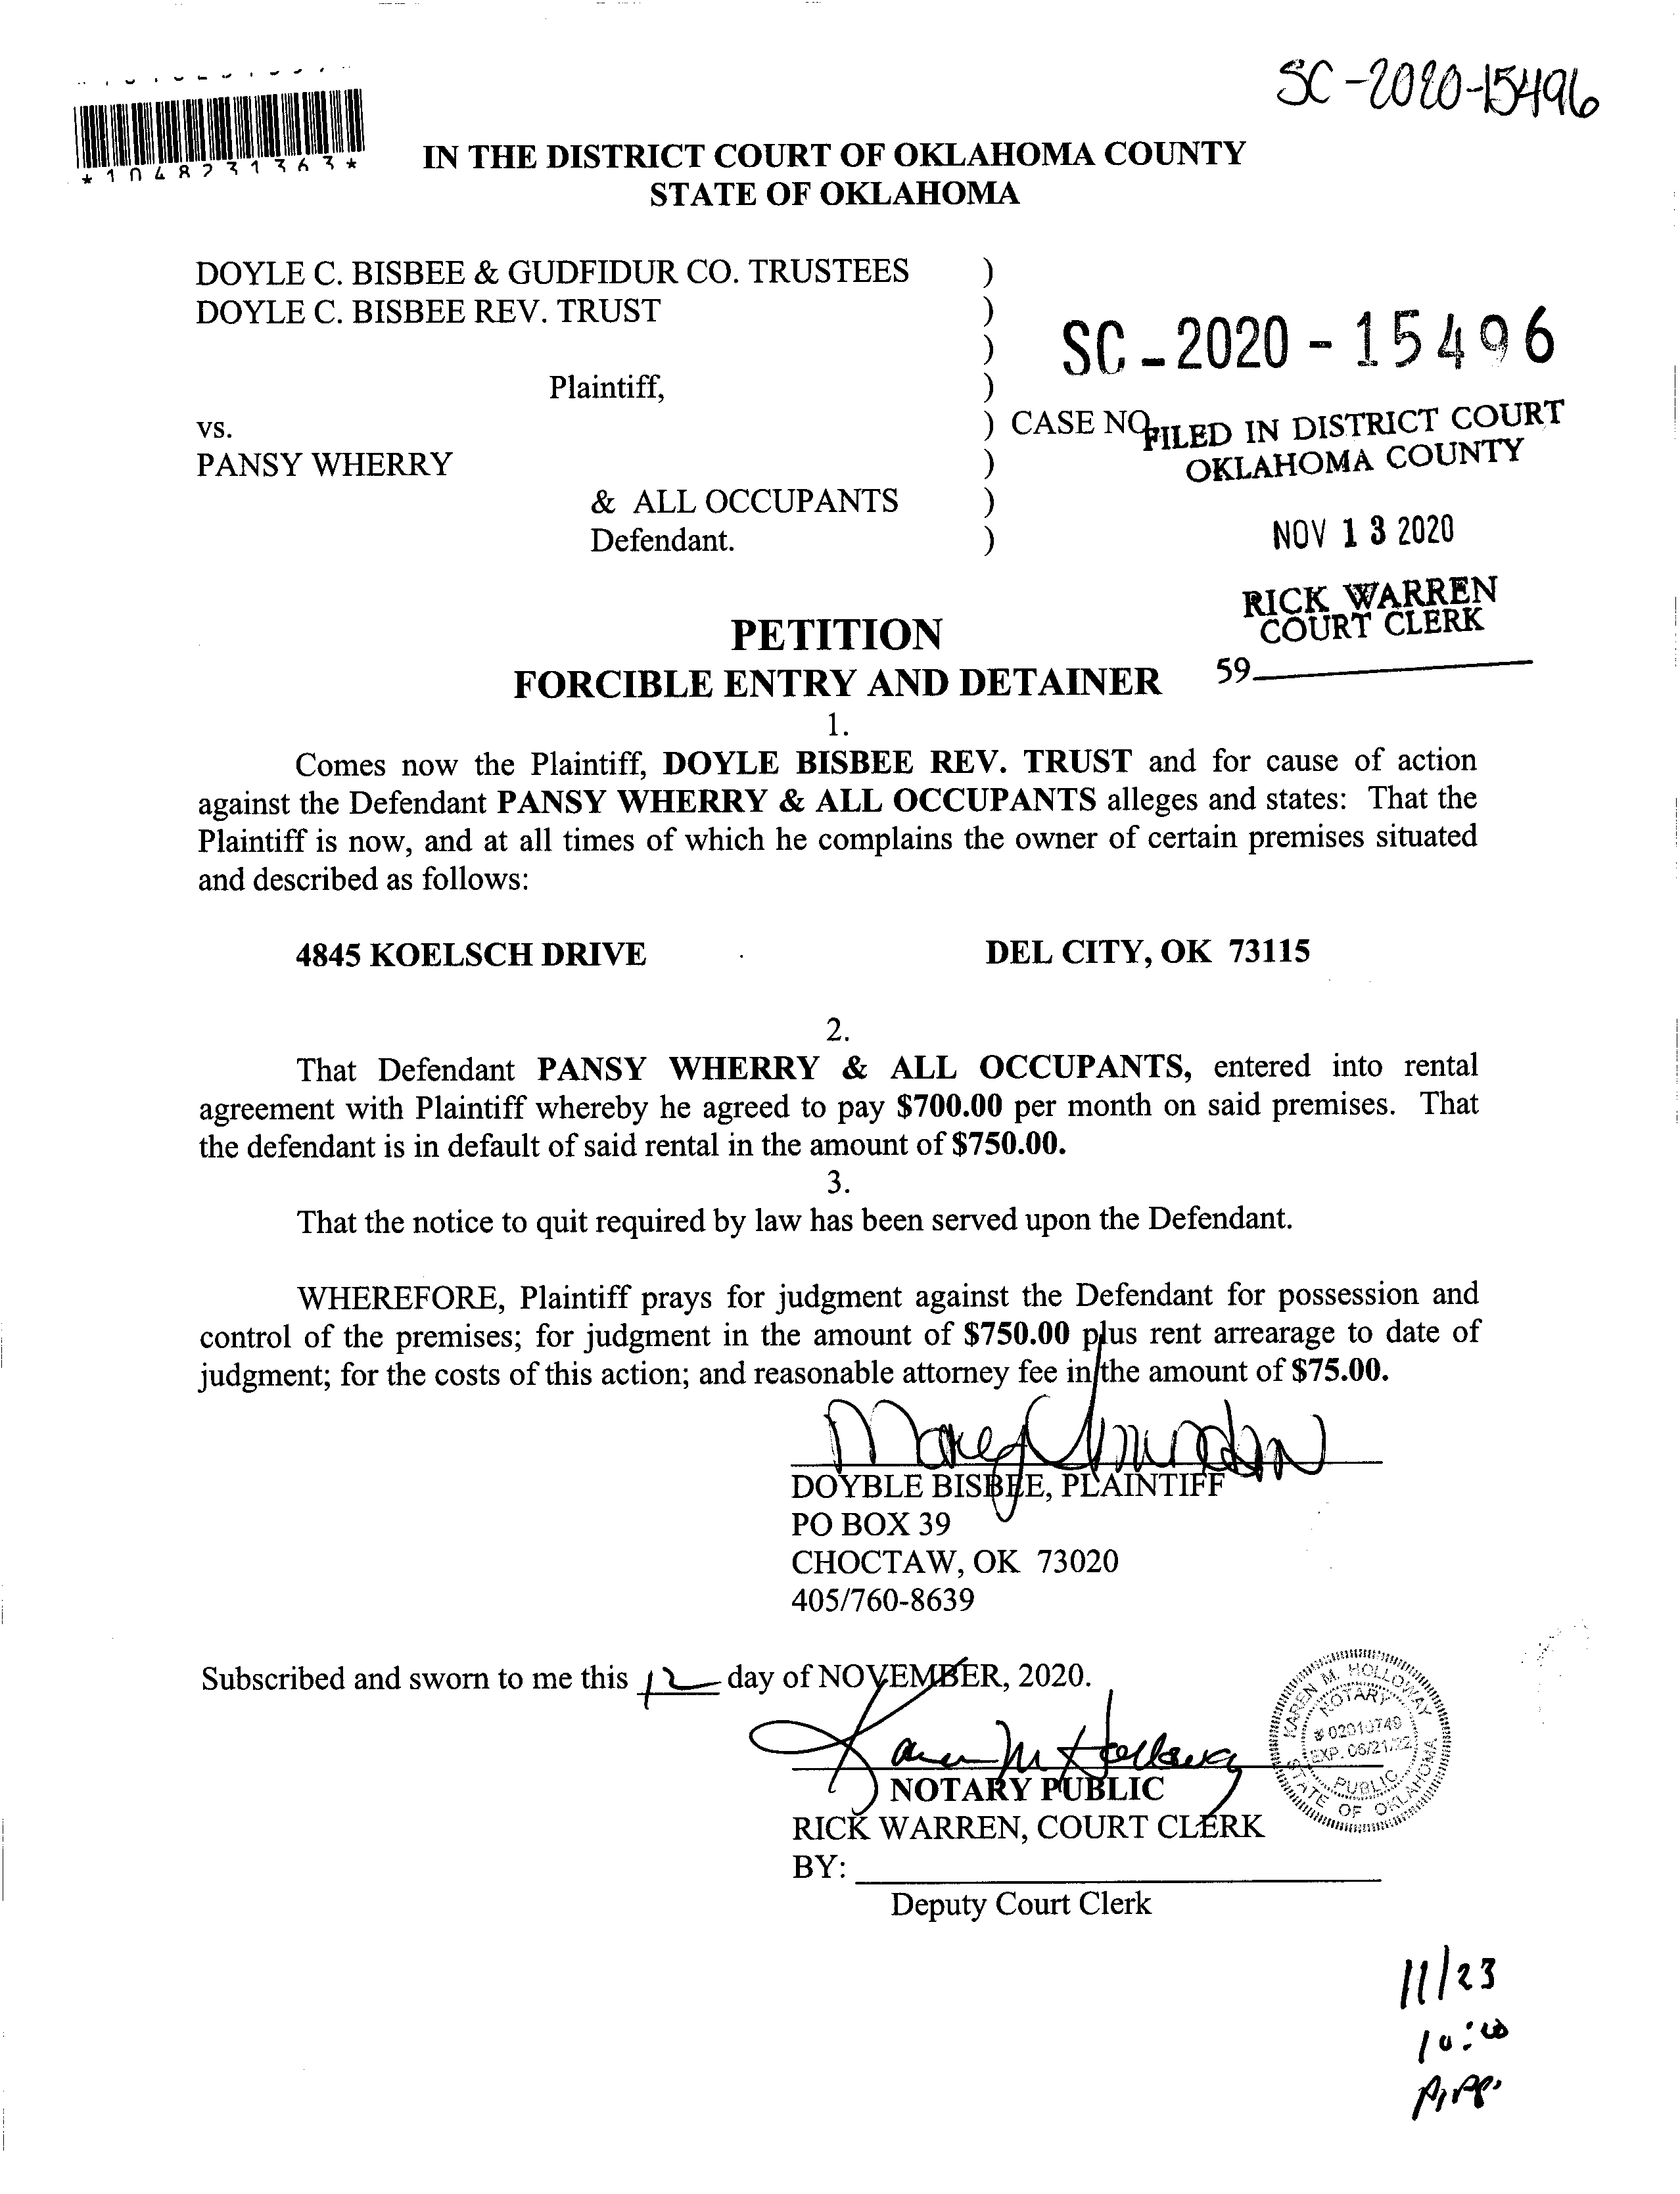 SC-2020-15496
*1048231363*
IN THE DISTRICT COURT OF OKLAHOMA COUNTY
STATE OF OKLAHOMA
DOYLE C. BISBEE & GUDFIDUR CO. TRUSTEES )
DOYLE C. BISBEE REV. TRUST )
)
SC - 2020 - 15496
Plaintiff, )
vs. ) CASE NO.
FILED IN DISTRICT COURT
OKLAHOMA COUNTY
PANSY WHERRY )
& ALL OCCUPANTS )
Defendant. )
NOV 13 2020
RICK WARREN
COURT CLERK
59
PETITION
FORCIBLE ENTRY AND DETAINER
1.
Comes now the Plaintiff, DOYLE BISBEE REV. TRUST and for cause of action
against the Defendant PANSY WHERRY & ALL OCCUPANTS alleges and states: That the
Plaintiff is now, and at all times of which he complains the owner of certain premises situated
and described as follows:
4845 KOELSCH DRIVE DEL CITY, OK 73115
2.
That Defendant PANSY WHERRY & ALL OCCUPANTS, entered into rental
agreement with Plaintiff whereby he agreed to pay $700.00 per month on said premises. That
the defendant is in default of said rental in the amount of $750.00.
3.
That the notice to quit required by law has been served upon the Defendant.
WHEREFORE, Plaintiff prays for judgment against the Defendant for possession and
control of the premises; for judgment in the amount of $750.00 plus rent arrearage to date of
judgment; for the costs of this action; and reasonable attorney fee in the amount of $75.00.
DOYBLE BISBEE, PLAINTIFF
PO BOX 39
CHOCTAW, OK 73020
405/760-8639
Subscribed and sworn to me this 12 day of NOVEMBER, 2020.
Karen M Holloway
KAREN M. HOLLOWAY
NOTARY
EXP. 06/21/22
PUBLIC
STATE OF OKLAHOMA
NOTARY PUBLIC
RICK WARREN, COURT CLERK
BY:
Deputy Court Clerk
11/23
10:00